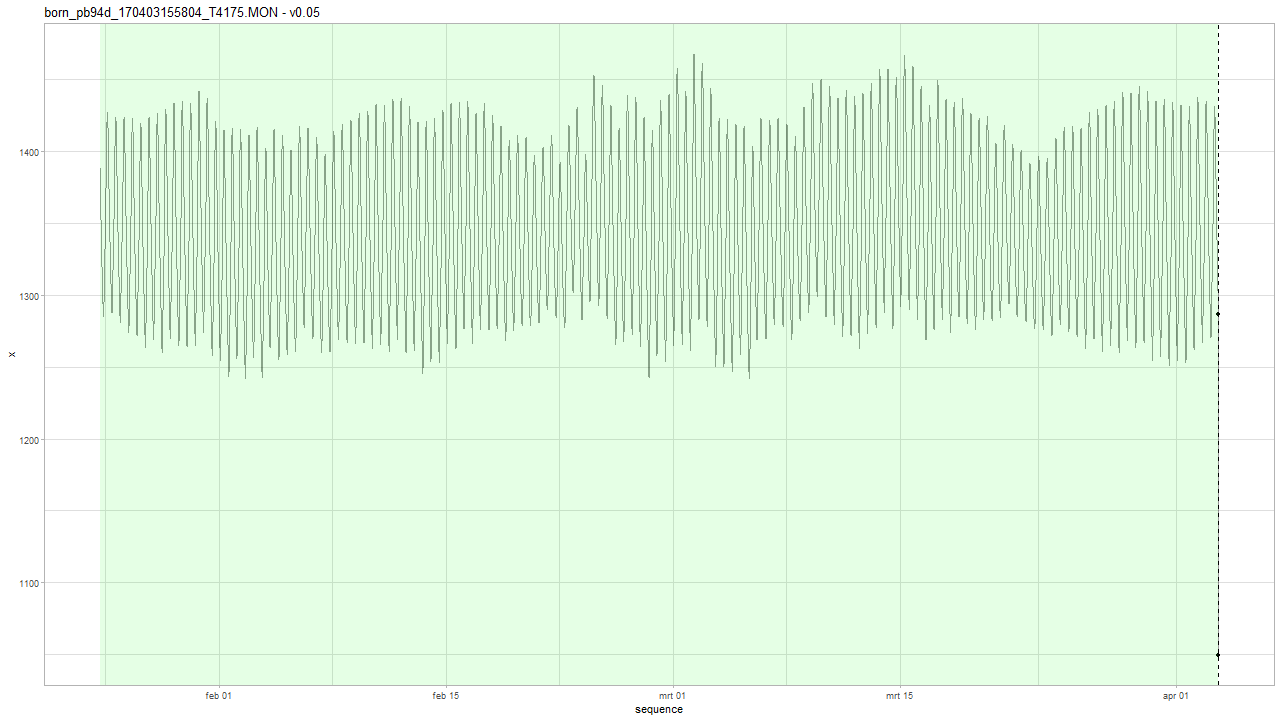 born_pb94d_170403155804_T4175.MON - v0.05
1400
1300
1200
1100
x
feb 01
feb 15
mrt 01
mrt 15
apr 01
sequence